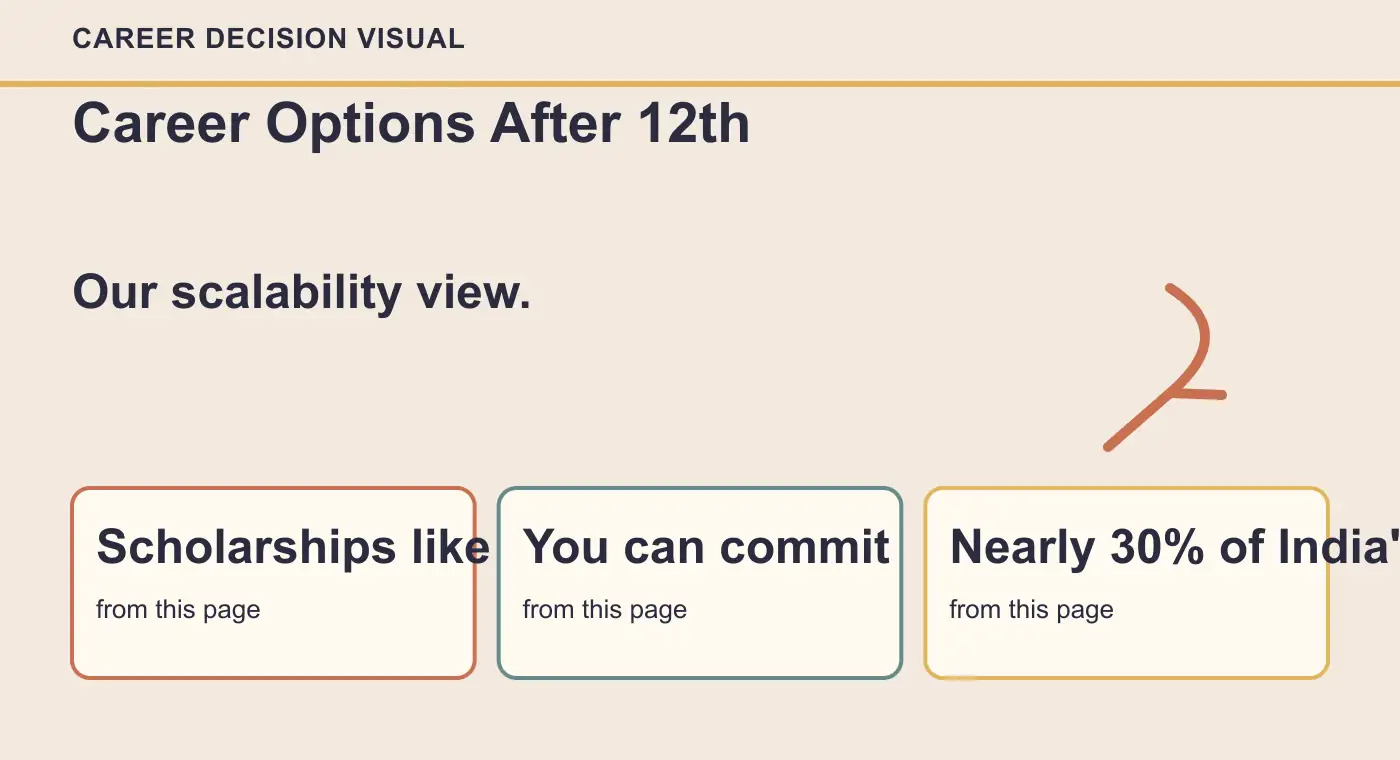 CAREER DECISION VISUAL
Career Options After 12th
Our scalability view.
Scholarships like
from this page
You can commit
from this page
Nearly 30% of India'
from this page